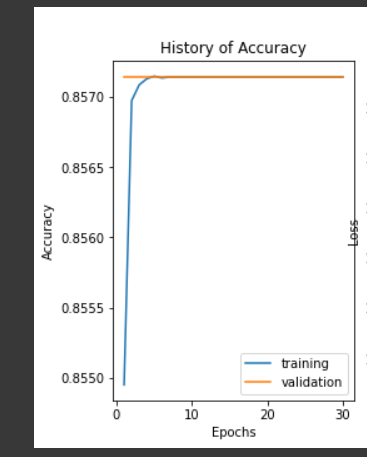 History of Accuracy
0.8570
0.8565
0.8560
0.8555
0.8550
Accuracy
training
validation
0
10
20
30
Epochs
Loss